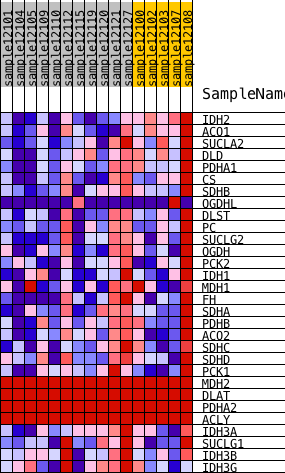 sample12101
sample12104
sample12105
sample12109
sample12110
sample12112
sample12115
sample12119
sample12120
sample12121
sample12122
sample12100
sample12102
sample12103
sample12107
sample12108
SampleName
IDH2
ACO1
SUCLA2
DLD
PDHA1
CS
SDHB
OGDHL
DLST
PC
SUCLG2
OGDH
PCK2
IDH1
MDH1
FH
SDHA
PDHB
ACO2
SDHC
SDHD
PCK1
MDH2
DLAT
PDHA2
ACLY
IDH3A
SUCLG1
IDH3B
IDH3G